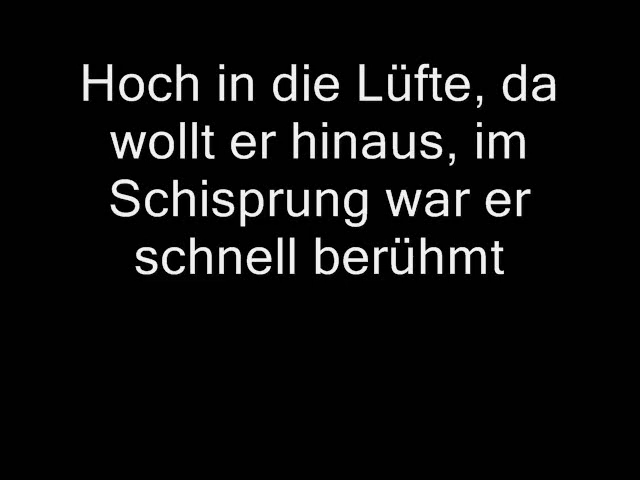 Hoch in die Lüfte, da
wollt er hinaus, im
Schisprung war er
schnell berühmt